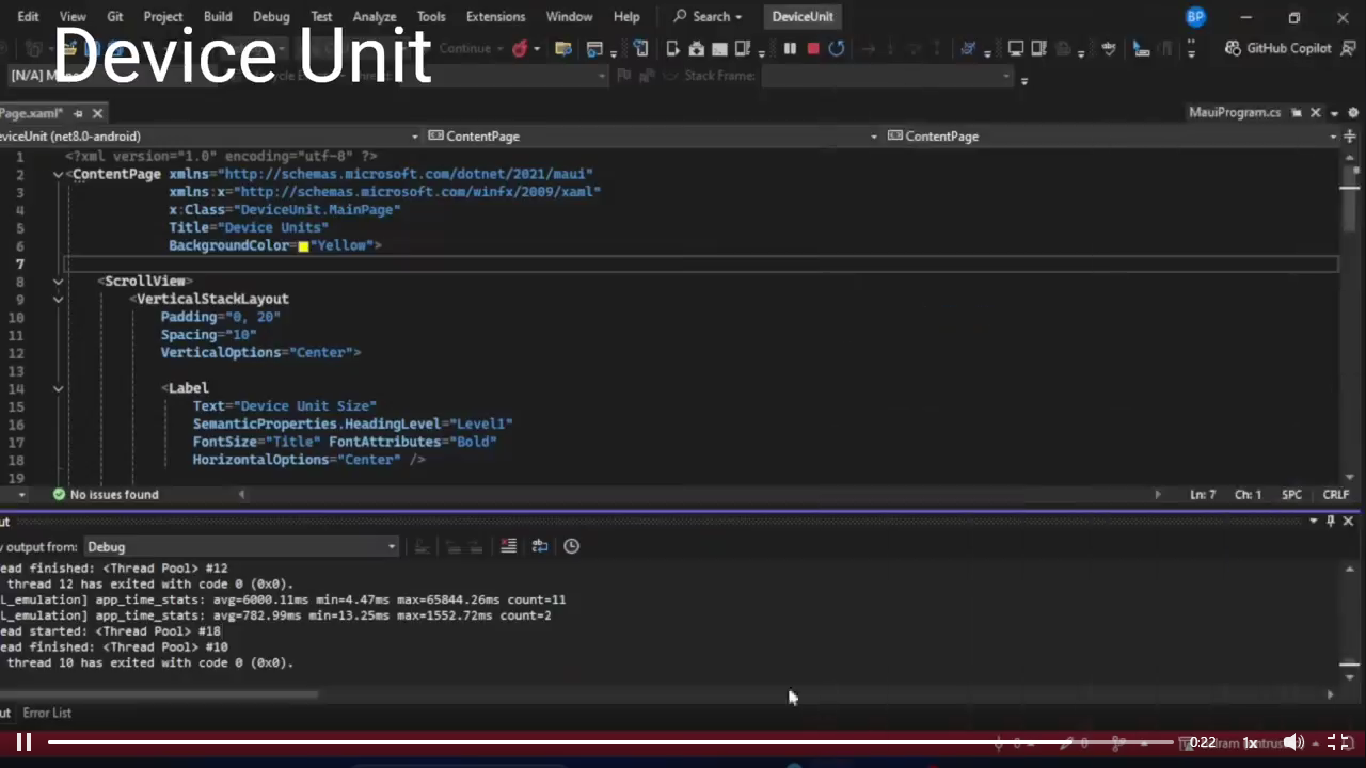 Edit View Git Project Build Debug Test Analyze Tools Extensions Window Help Search DeviceUnit BP
Device Unit
Continue
GitHub Copilot
[N/A]
Stack Frame:
Page.xaml*
MauiProgram.cs
eviceUnit (net8.0-android) ContentPage ContentPage
1 <?xml version="1.0" encoding="utf-8" ?>
2 <ContentPage xmlns="http://schemas.microsoft.com/dotnet/2021/maui"
3 xmlns:x="http://schemas.microsoft.com/winfx/2009/xaml"
4 x:Class="DeviceUnit.MainPage"
5 Title="Device Units"
6 BackgroundColor="Yellow">
7
8 <ScrollView>
9 <VerticalStackLayout
10 Padding="0, 20"
11 Spacing="10"
12 VerticalOptions="Center">
13
14 <Label
15 Text="Device Unit Size"
16 SemanticProperties.HeadingLevel="Level1"
17 FontSize="Title" FontAttributes="Bold"
18 HorizontalOptions="Center" />
19
No issues found Ln: 7 Ch: 1 SPC CRLF
ut
y output from: Debug
ead finished: <Thread Pool> #12
thread 12 has exited with code 0 (0x0).
L_emulation] app_time_stats: avg=6000.11ms min=4.47ms max=65844.26ms count=11
L_emulation] app_time_stats: avg=782.99ms min=13.25ms max=1552.72ms count=2
ead started: <Thread Pool> #18
ead finished: <Thread Pool> #10
thread 10 has exited with code 0 (0x0).
ut Error List
0:22 1x